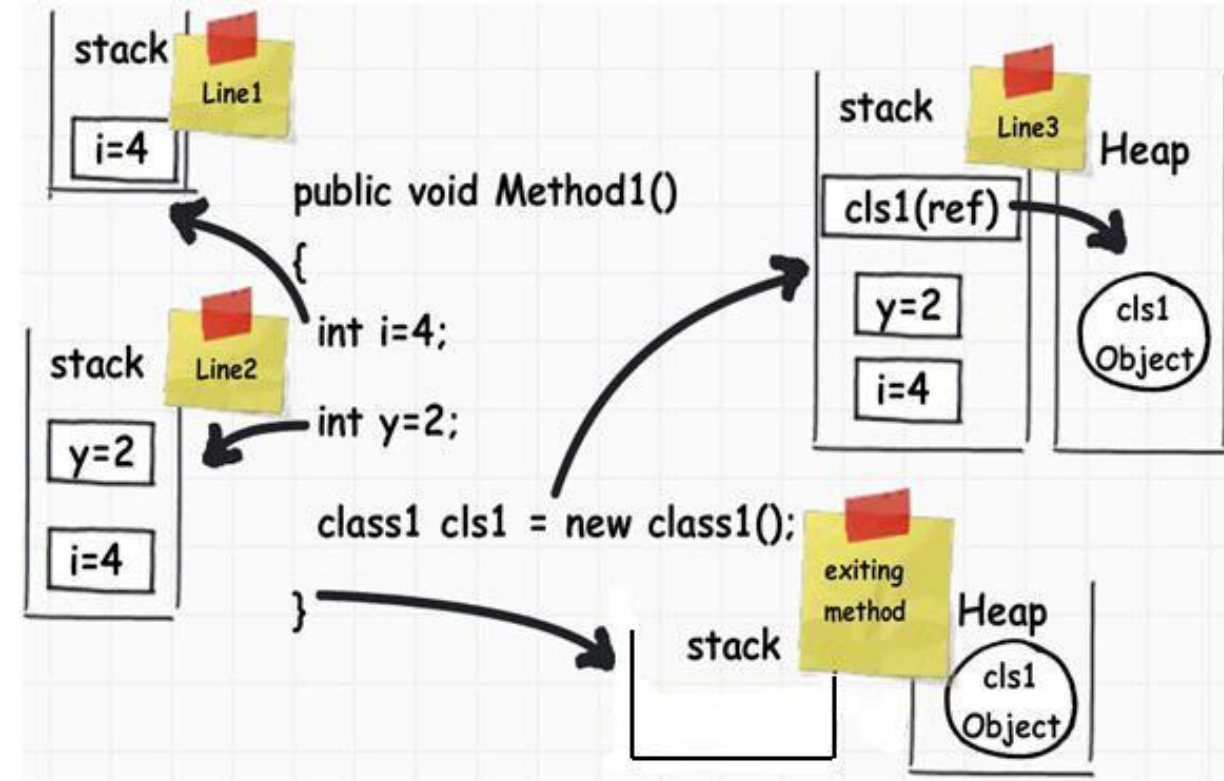 stack
Line1
i=4
public void Method1()
{
int i=4;
stack
Line2
int y=2;
y=2
i=4
class1 cls1 = new class1();
}
stack
Line3
Heap
cls1(ref)
y=2
i=4
cls1
Object
exiting
method
stack
Heap
cls1
Object